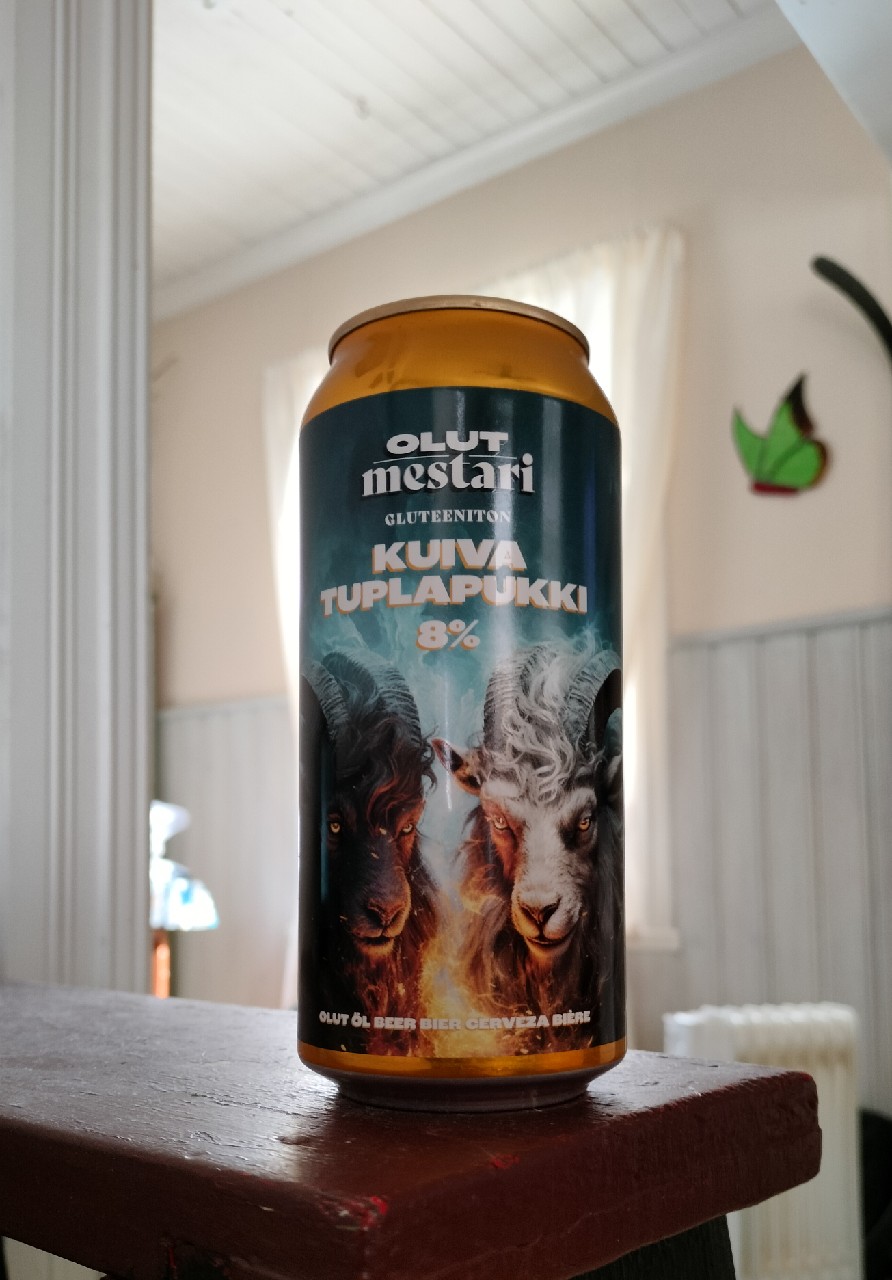 OLUT
mestari
GLUTEENITON
KUIVA
TUPLAPUKKI
8%
OLUT ÖL BEER BIER CERVEZA BIÈRE